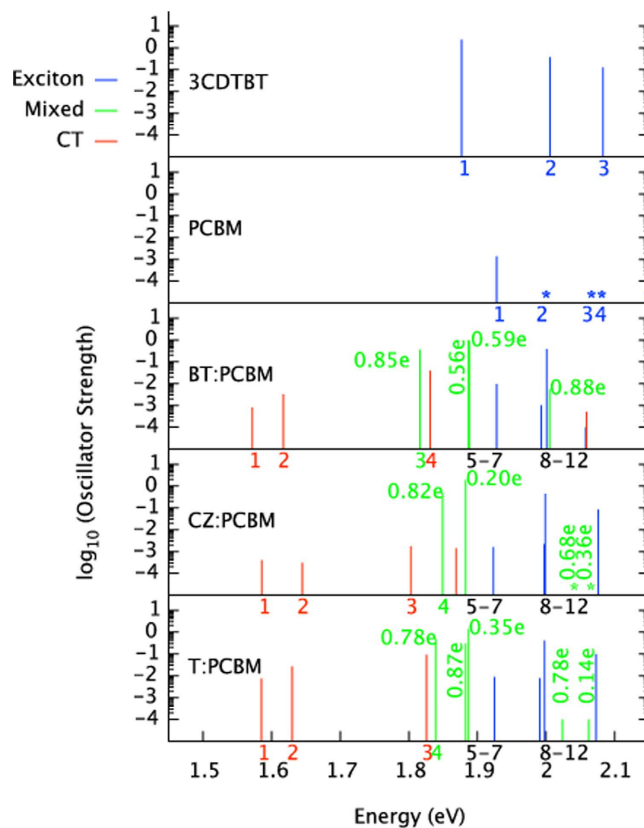 Exciton
Mixed
CT
log10 (Oscillator Strength)
1
0
-1
-2
-3
-4
3CDTBT
1 2 3
1
0
-1
-2
-3
-4
PCBM
* **
1 2 34
1
0
-1
-2
-3
-4
BT:PCBM
0.85e 0.56e 0.59e 0.88e
1 2 34 5-7 8-12
1
0
-1
-2
-3
-4
CZ:PCBM
0.82e 0.20e *0.68e *0.36e
1 2 3 4 5-7 8-12
1
0
-1
-2
-3
-4
T:PCBM
0.78e 0.87e 0.35e 0.78e 0.14e
1 2 34 5-7 8-12
1.5 1.6 1.7 1.8 1.9 2 2.1
Energy (eV)